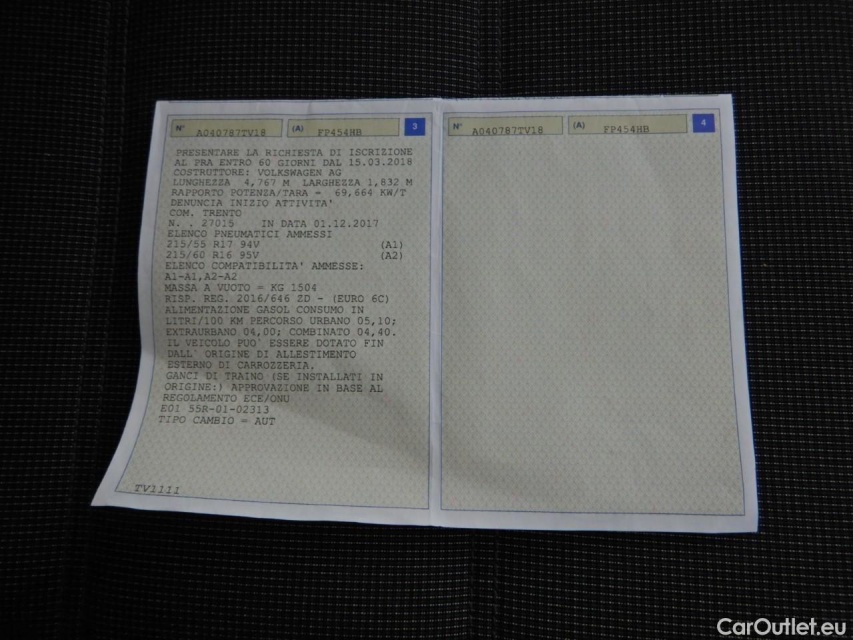 N° A040787TV18 (A) FP454HB 3
PRESENTARE LA RICHIESTA DI ISCRIZIONE
AL PRA ENTRO 60 GIORNI DAL 15.03.2018
COSTRUTTORE: VOLKSWAGEN AG
LUNGHEZZA 4,767 M LARGHEZZA 1,832 M
RAPPORTO POTENZA/TARA = 69,664 KW/T
DENUNCIA INIZIO ATTIVITA'
COM. TRENTO
N. . 27015 IN DATA 01.12.2017
ELENCO PNEUMATICI AMMESSI
215/55 R17 94V (A1)
215/60 R16 95V (A2)
ELENCO COMPATIBILITA' AMMESSE:
A1-A1,A2-A2
MASSA A VUOTO = KG 1504
RISP. REG. 2016/646 ZD - (EURO 6C)
ALIMENTAZIONE GASOL CONSUMO IN
LITRI/100 KM PERCORSO URBANO 05,10;
EXTRAURBANO 04,00; COMBINATO 04,40.
IL VEICOLO PUO' ESSERE DOTATO FIN
DALL' ORIGINE DI ALLESTIMENTO
ESTERNO DI CARROZZERIA.
GANCI DI TRAINO (SE INSTALLATI IN
ORIGINE:) APPROVAZIONE IN BASE AL
REGOLAMENTO ECE/ONU
E01 55R-01-02313
TIPO CAMBIO = AUT
TV1111
N° A040787TV18 (A) FP454HB 4
CarOutlet.eu